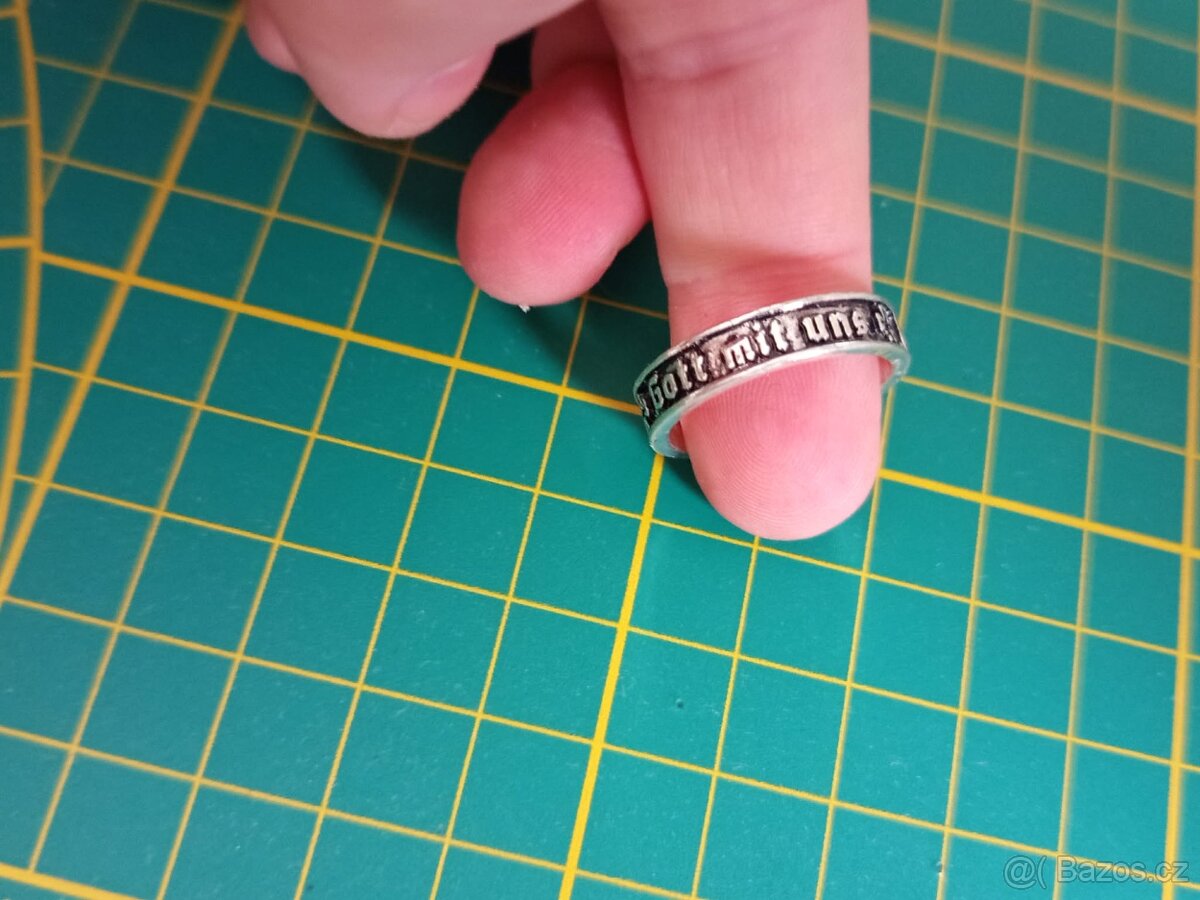 Gott mit uns
@( Bazos.cz